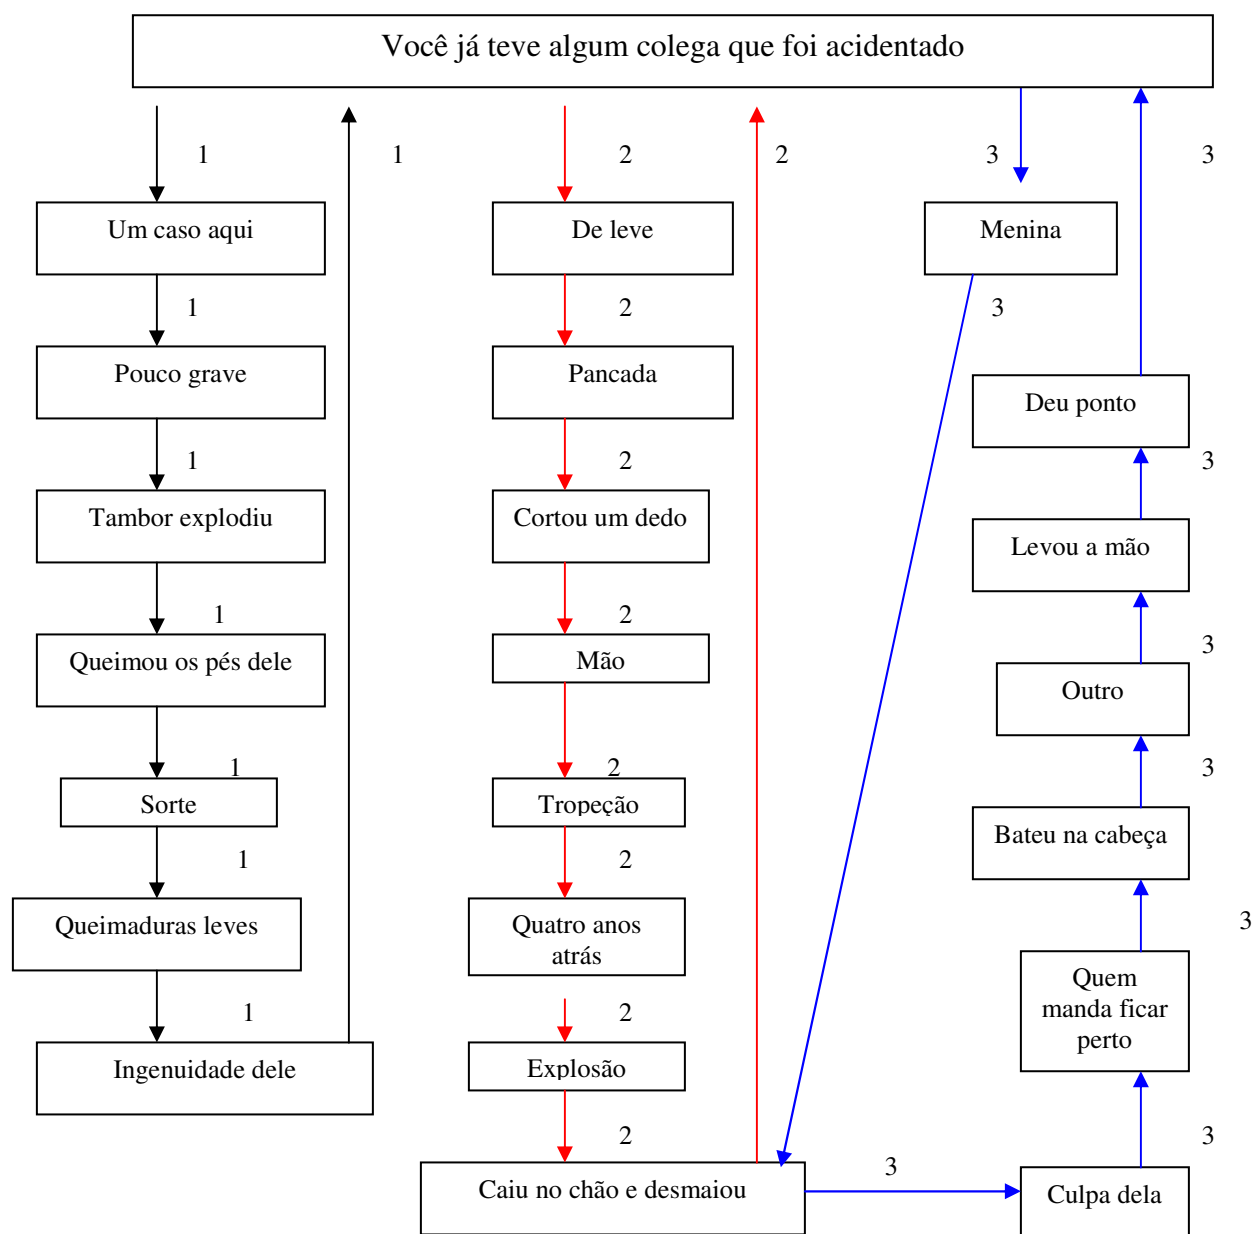 Você já teve algum colega que foi acidentado
1
1
2
2
3
3
Um caso aqui
De leve
Menina
1
2
3
Pouco grave
Pancada
Deu ponto
1
2
3
Tambor explodiu
Cortou um dedo
Levou a mão
1
2
3
Queimou os pés dele
Mão
Outro
1
2
3
Sorte
Tropeção
Bateu na cabeça
1
2
3
Queimaduras leves
Quatro anos
atrás
Quem
manda ficar
perto
1
2
Ingenuidade dele
Explosão
2
3
3
Caiu no chão e desmaiou
Culpa dela